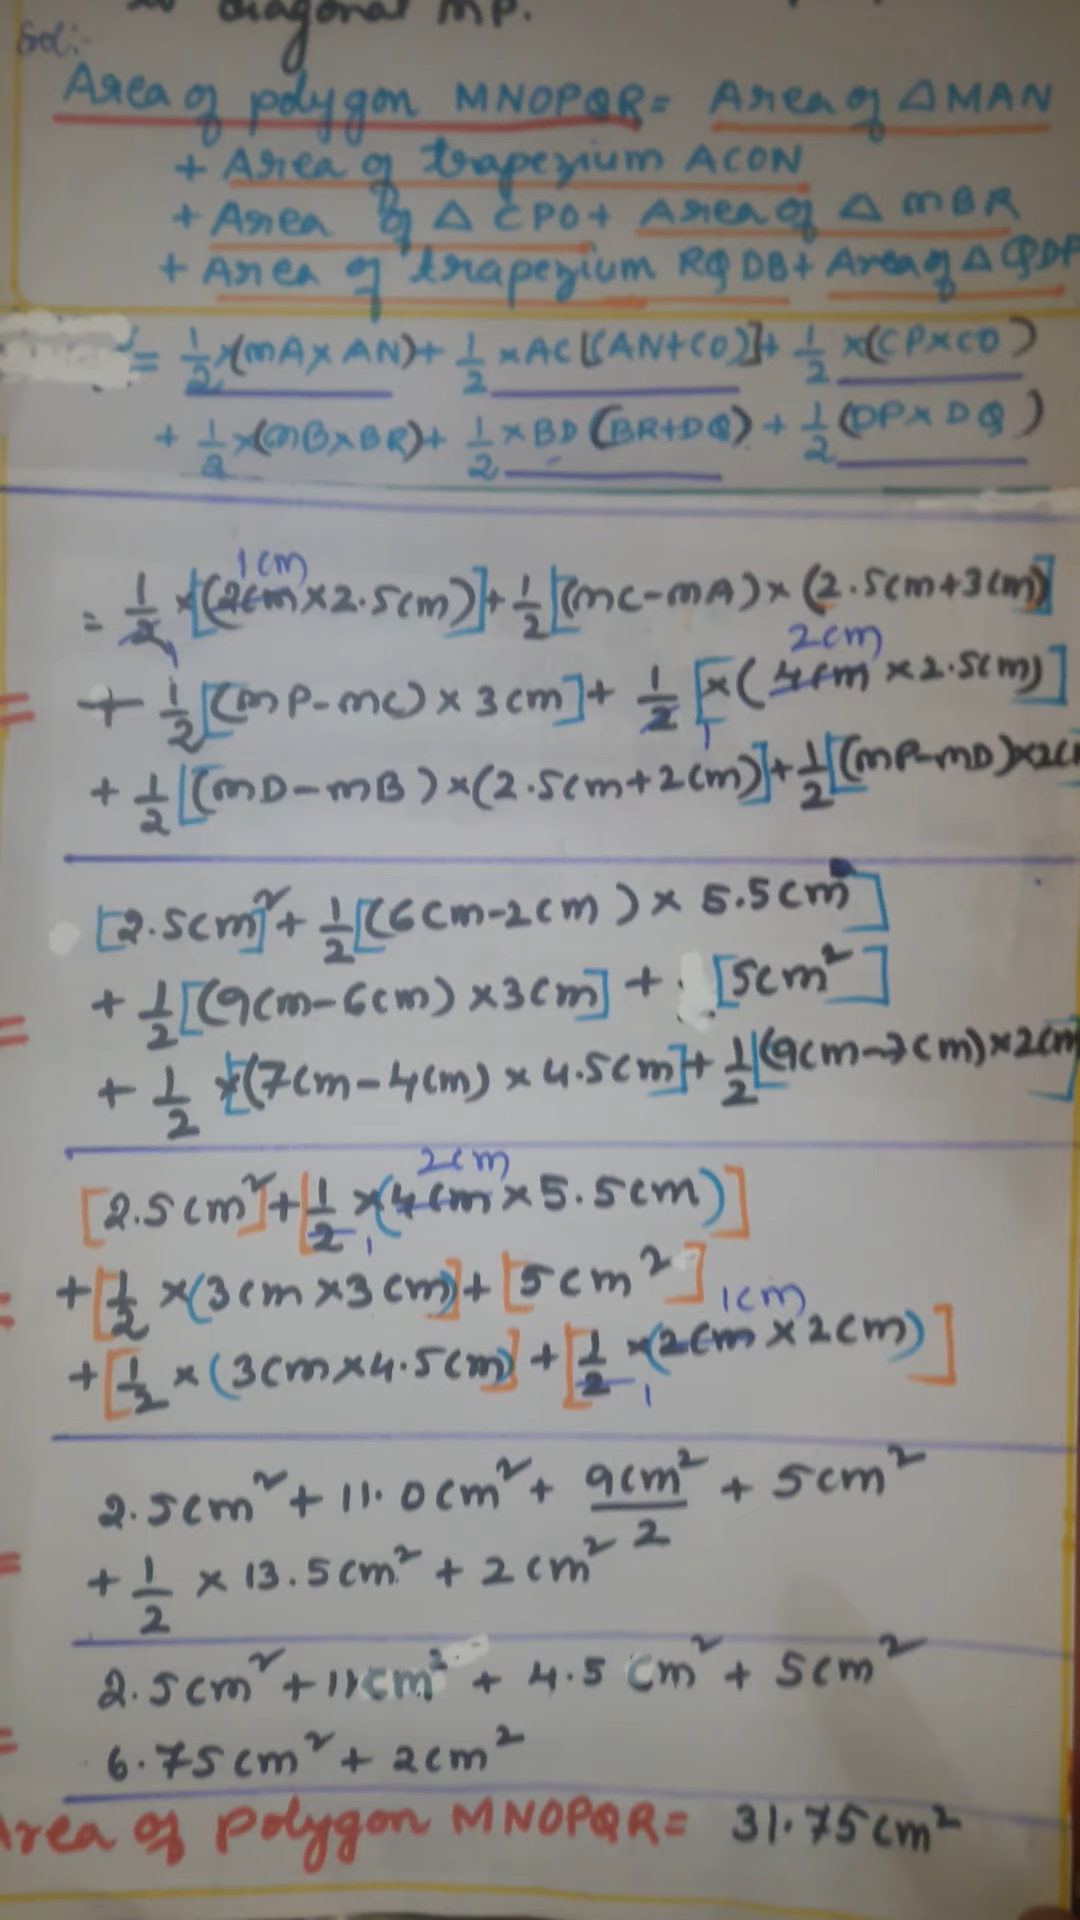 diagonal MP.
Sol:-
Area of polygon MNOPQR = Area of △MAN
+ Area of trapezium ACON
+ Area of △ CPO + Area of △ MBR
+ Area of trapezium RQDB + Area of △ QDP
= 1/2 x(MA x AN) + 1/2 x AC [(AN+CO)] + 1/2 x(CP x CO)
+ 1/2 x(MB x BR) + 1/2 x BD (BR+DQ) + 1/2 (DP x DQ)
1cm
= 1/2 x [(2cm x 2.5cm)] + 1/2 [(MC-MA) x (2.5cm+3cm)]
1 2cm
= + 1/2 [(MP-MC) x 3cm] + 1/2 [x (4cm x 2.5cm)]
1
+ 1/2 [(MD-MB) x (2.5cm+2cm)] + 1/2 [(MP-MD) x 2cm
[2.5cm]² + 1/2 [(6cm-2cm) x 5.5cm]
= + 1/2 [(9cm-6cm) x 3cm] + [5cm²]
+ 1/2 x [(7cm-4cm) x 4.5cm] + 1/2 [(9cm-7cm) x 2cm]
2cm
[2.5cm²] + [1/2 x (4cm x 5.5cm)]
1
= + [1/2 x (3cm x 3cm)] + [5cm²]
1cm
+ [1/2 x (3cm x 4.5cm)] + [1/2 x (2cm x 2cm)]
1
2.5cm² + 11.0cm² + 9cm²/2 + 5cm²
= + 1/2 x 13.5cm² + 2cm²
2.5cm² + 11cm² + 4.5cm² + 5cm²
= 6.75cm² + 2cm²
Area of polygon MNOPQR = 31.75cm²